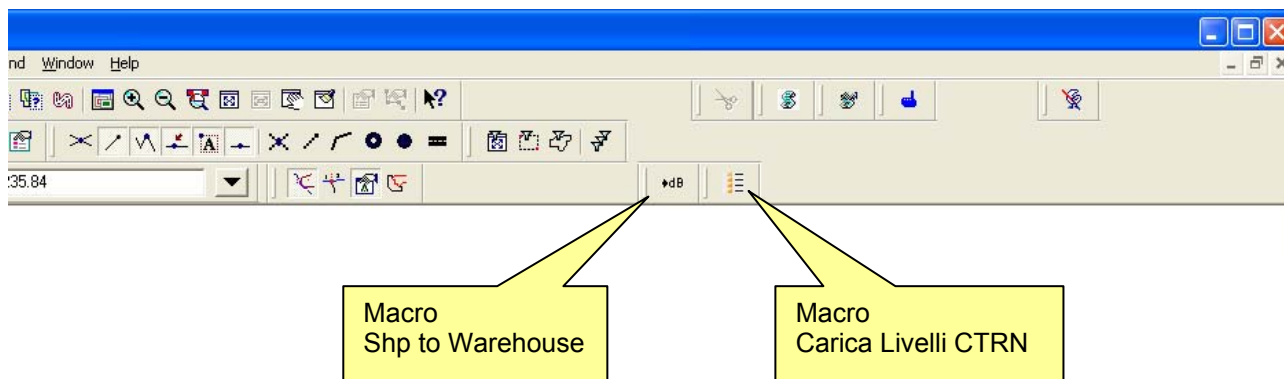 nd Window Help
A
35.84
dB
Macro
Shp to Warehouse
Macro
Carica Livelli CTRN